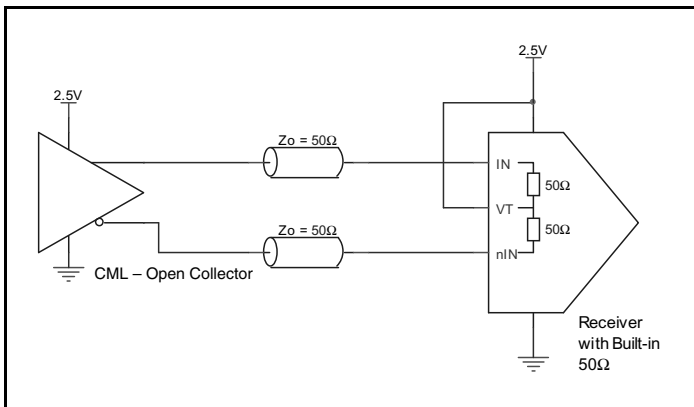 2.5V
2.5V
Zo = 50Ω
IN
50Ω
VT
50Ω
Zo = 50Ω
nIN
CML – Open Collector
Receiver
with Built-in
50Ω